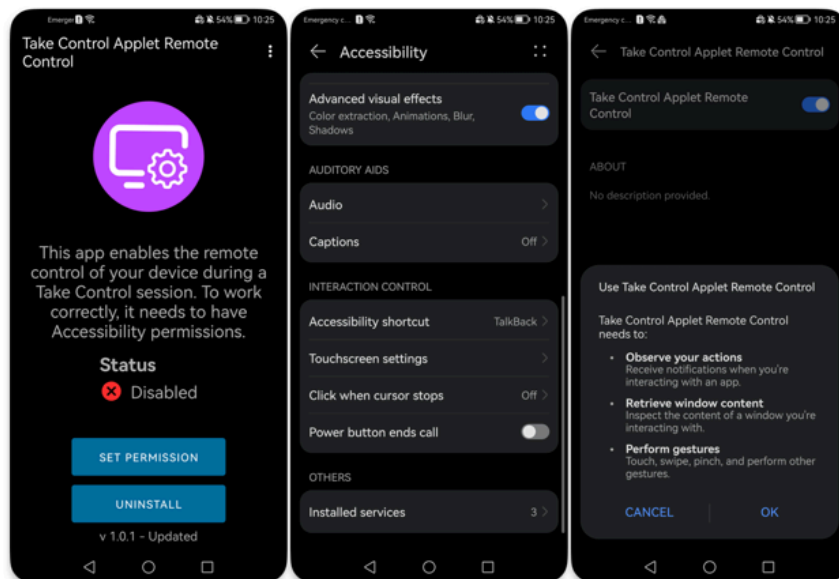 Emerger
54% 10:25
Take Control Applet Remote
Control
This app enables the remote
control of your device during a
Take Control session. To work
correctly, it needs to have
Accessibility permissions.
Status
Disabled
SET PERMISSION
UNINSTALL
v 1.0.1 – Updated
Emergency c...
54% 10:25
Accessibility
Advanced visual effects
Color extraction, Animations, Blur,
Shadows
AUDITORY AIDS
Audio
Captions Off
INTERACTION CONTROL
Accessibility shortcut TalkBack
Touchscreen settings
Click when cursor stops Off
Power button ends call
OTHERS
Installed services 3
Emergency c...
54% 10:25
Take Control Applet Remote Control
Take Control Applet Remote
Control
ABOUT
No description provided.
Use Take Control Applet Remote Control
Take Control Applet Remote Control
needs to:
• Observe your actions
Receive notifications when you're
interacting with an app.
• Retrieve window content
Inspect the content of a window you're
interacting with.
• Perform gestures
Touch, swipe, pinch, and perform other
gestures.
CANCEL OK